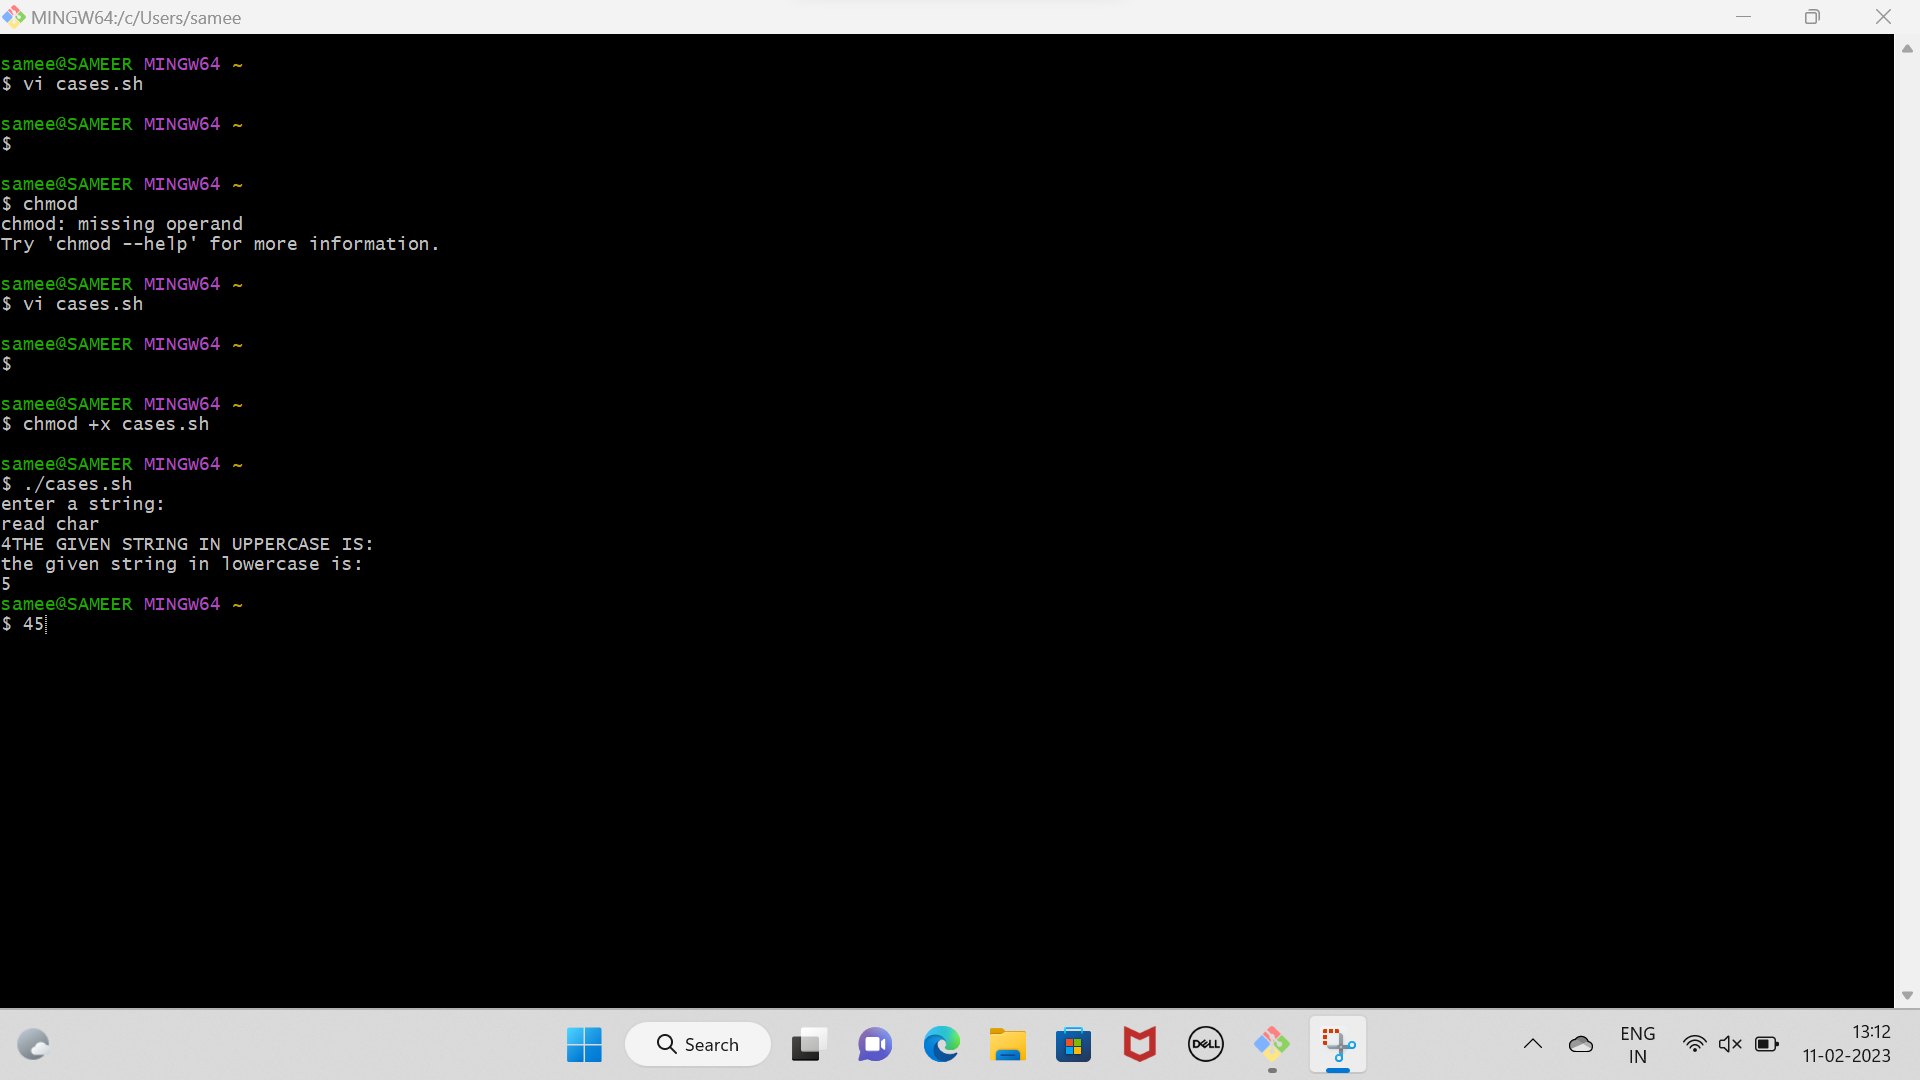 MINGW64:/c/Users/samee
samee@SAMEER MINGW64 ~
$ vi cases.sh
samee@SAMEER MINGW64 ~
$
samee@SAMEER MINGW64 ~
$ chmod
chmod: missing operand
Try 'chmod --help' for more information.
samee@SAMEER MINGW64 ~
$ vi cases.sh
samee@SAMEER MINGW64 ~
$
samee@SAMEER MINGW64 ~
$ chmod +x cases.sh
samee@SAMEER MINGW64 ~
$ ./cases.sh
enter a string:
read char
4THE GIVEN STRING IN UPPERCASE IS:
the given string in lowercase is:
5
samee@SAMEER MINGW64 ~
$ 45
Search
DELL
ENG
IN
13:12
11-02-2023